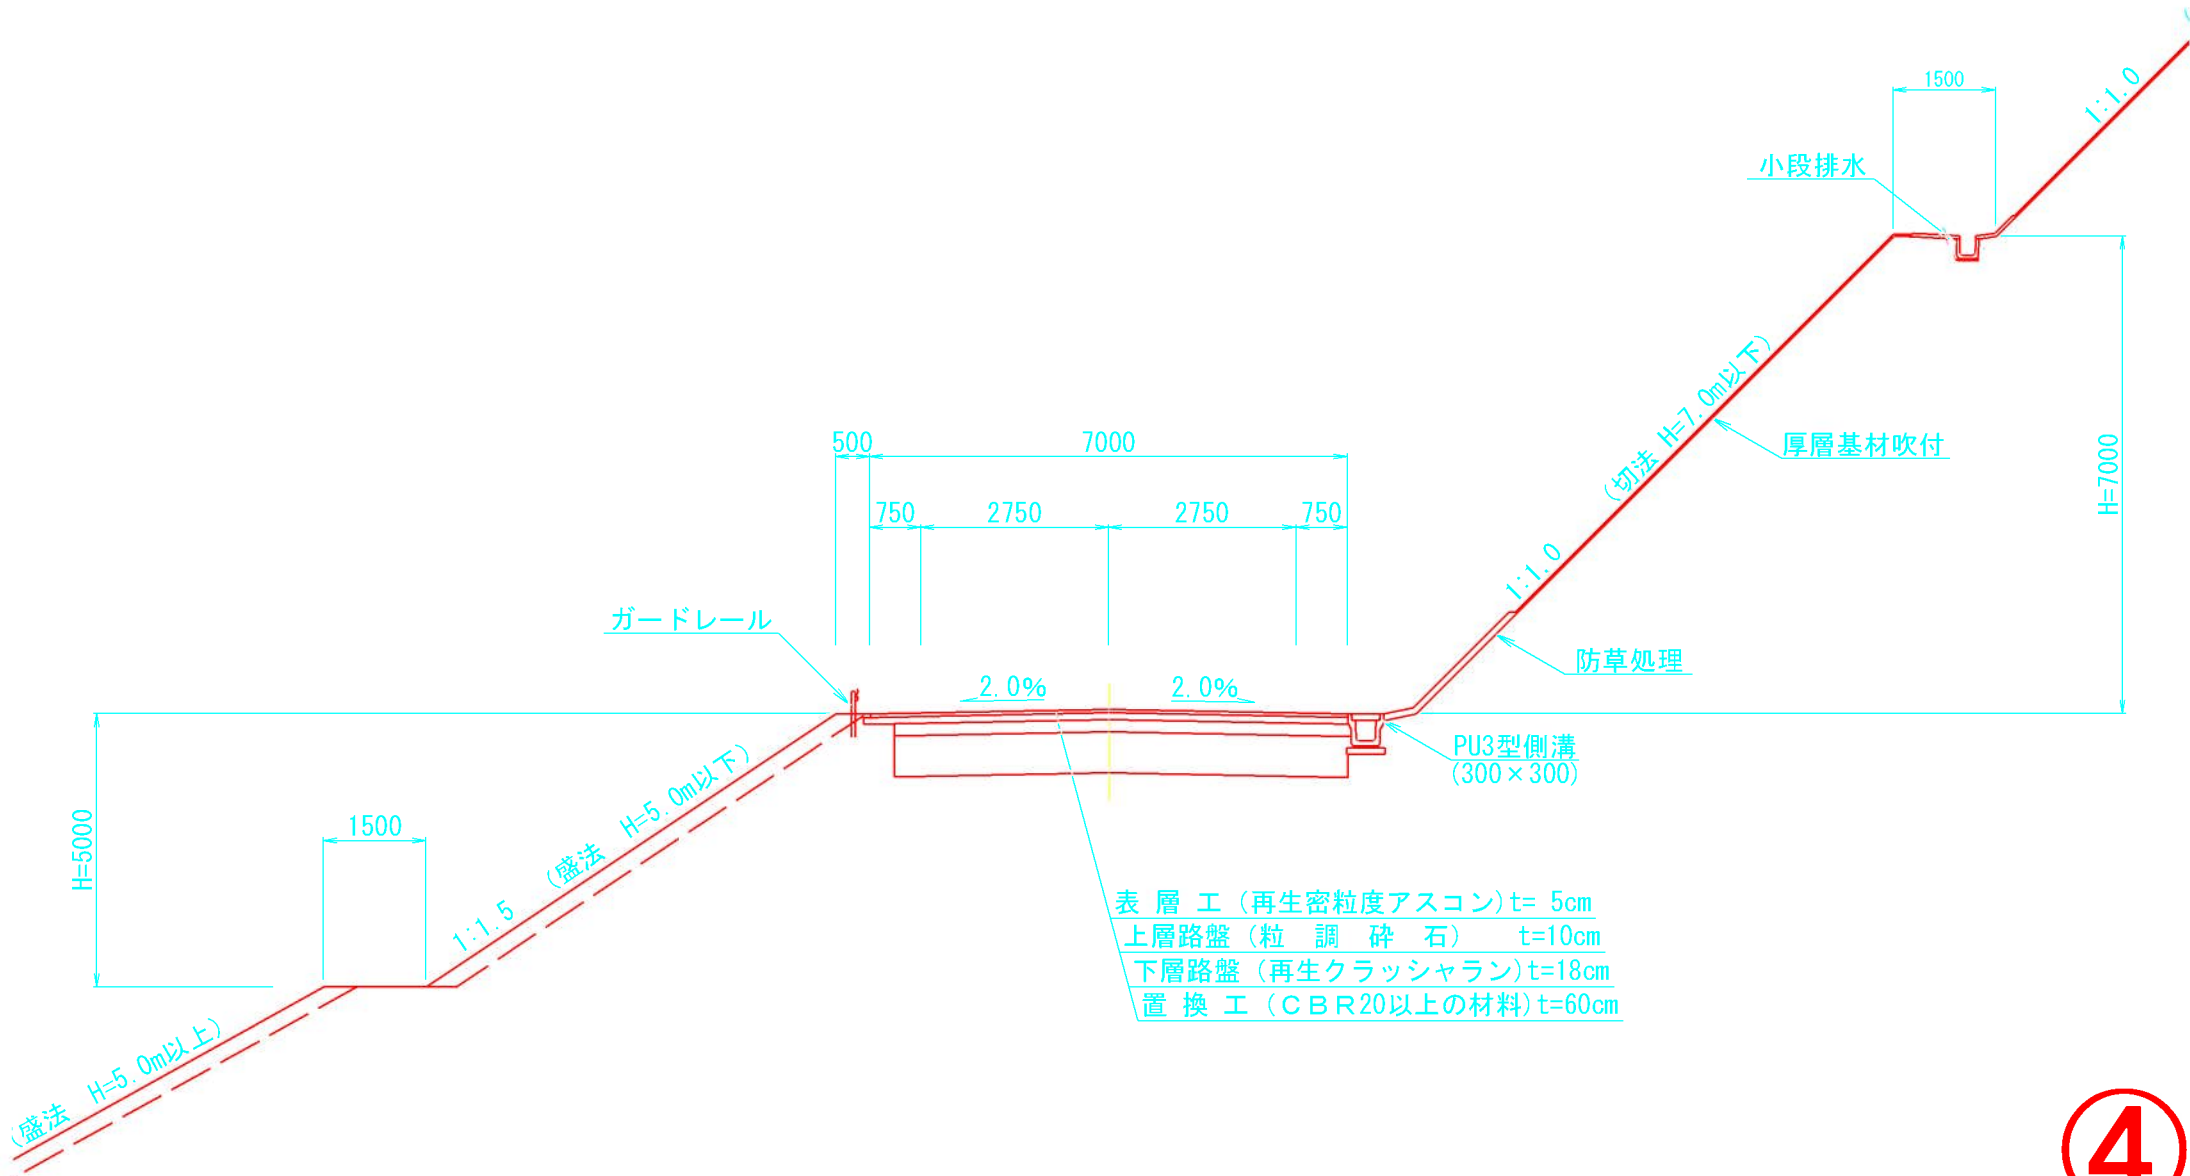 1500
1:1.0
小段排水
(切法 H=7.0m以下)
厚層基材吹付
H=7000
500
7000
750
2750
2750
750
1:1.0
ガードレール
防草処理
2.0%
2.0%
PU3型側溝
(300×300)
H=5000
1500
1:1.5
(盛法 H=5.0m以下)
表 層 工 (再生密粒度アスコン)t= 5cm
上層路盤 (粒 調 砕 石) t=10cm
下層路盤 (再生クラッシャラン)t=18cm
置 換 工 (CBR20以上の材料)t=60cm
(盛法 H=5.0m以上)
④